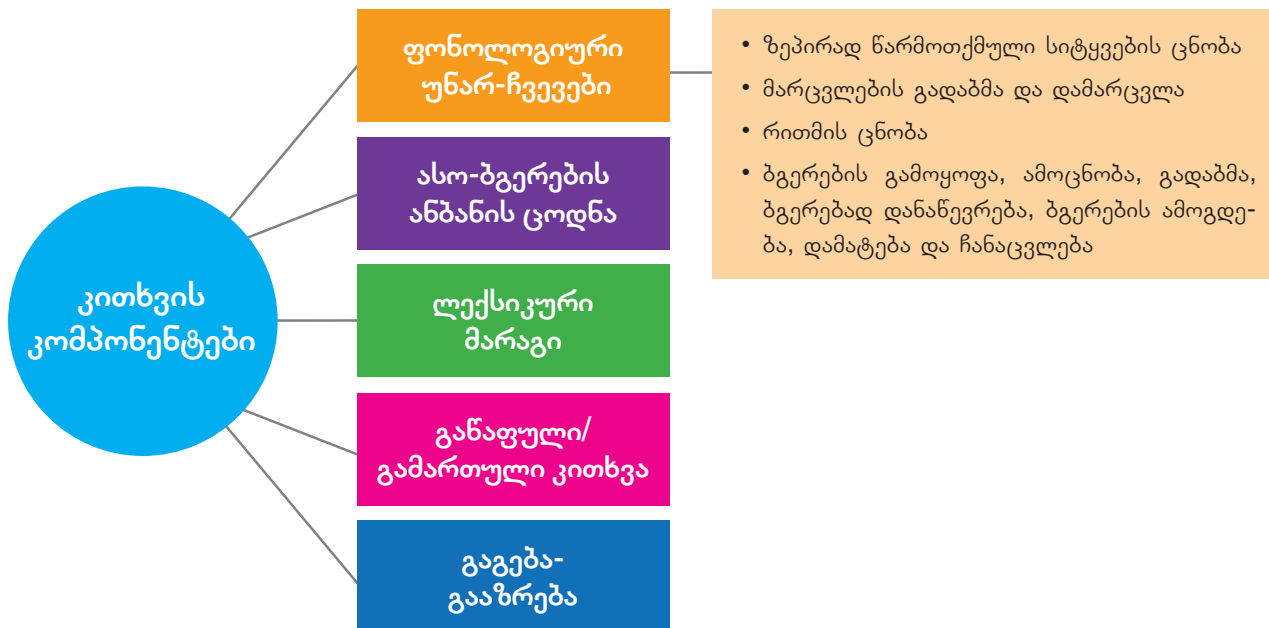 კითხვის
კომპონენტები
ფონოლოგიური
უნარ-ჩვევები
• ზეპირად წარმოთქმული სიტყვების ცნობა
• მარცვლების გადაბმა და დამარცვლა
• რითმის ცნობა
• ბგერების გამოყოფა, ამოცნობა, გადაბმა,
ბგერებად დანაწევრება, ბგერების ამოგდე-
ბა, დამატება და ჩანაცვლება
ასო-ბგერების
ანბანის ცოდნა
ლექსიკური
მარაგი
გაწაფული/
გამართული კითხვა
გაგება-
გააზრება